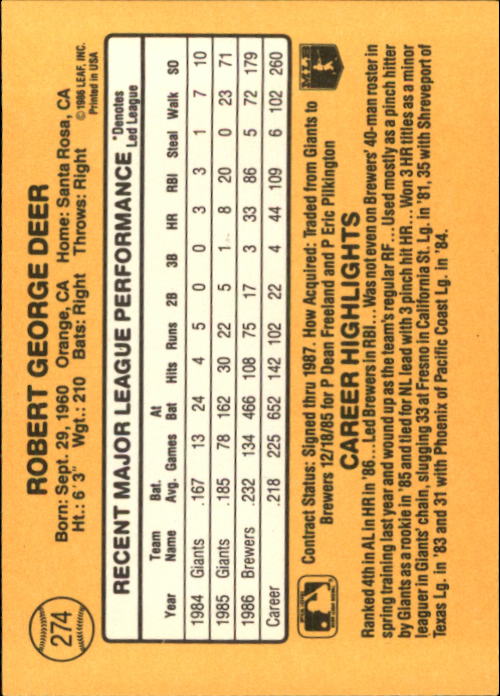 274
ROBERT GEORGE DEER
Born: Sept. 29, 1960 Orange, CA Home: Santa Rosa, CA
Ht.: 6' 3" Wgt.: 210 Bats: Right Throws: Right
© 1986 LEAF, INC.
Printed in USA
RECENT MAJOR LEAGUE PERFORMANCE *Denotes Led League
Year Team Name Bat. Avg. Games At Bat Hits Runs 2B 3B HR RBI Steal Walk SO
1984 Giants .167 13 24 4 5 0 0 3 3 1 7 10
1985 Giants .185 78 162 30 22 5 1 8 20 0 23 71
1986 Brewers .232 134 466 108 75 17 3 33 86 5 72 179
Career .218 225 652 142 102 22 4 44 109 6 102 260
Contract Status: Signed thru 1987. How Acquired: Traded from Giants to
Brewers 12/18/85 for P Dean Freeland and P Eric Pilkington
CAREER HIGHLIGHTS
Ranked 4th in AL in HR in '86...Led Brewers in RBI...Was not even on Brewers' 40-man roster in
spring training last year and wound up as the team's regular RF...Used mostly as a pinch hitter
by Giants as a rookie in '85 and tied for NL lead with 3 pinch hit HR...Won 3 HR titles as a minor
leaguer in Giants' chain, slugging 33 at Fresno in California St. Lg. in '81, 35 with Shreveport of
Texas Lg. in '83 and 31 with Phoenix of Pacific Coast Lg. in '84.